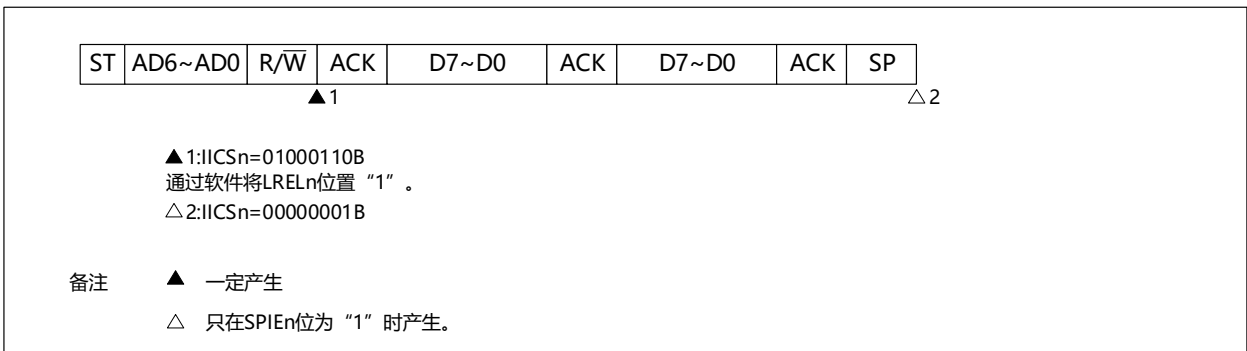 ST AD6~AD0 R/W̅ ACK D7~D0 ACK D7~D0 ACK SP
▲1 △2
▲1:IICSn=01000110B
通过软件将LRELn位置“1”。
△2:IICSn=00000001B
备注 ▲ 一定产生
△ 只在SPIEn位为“1”时产生。